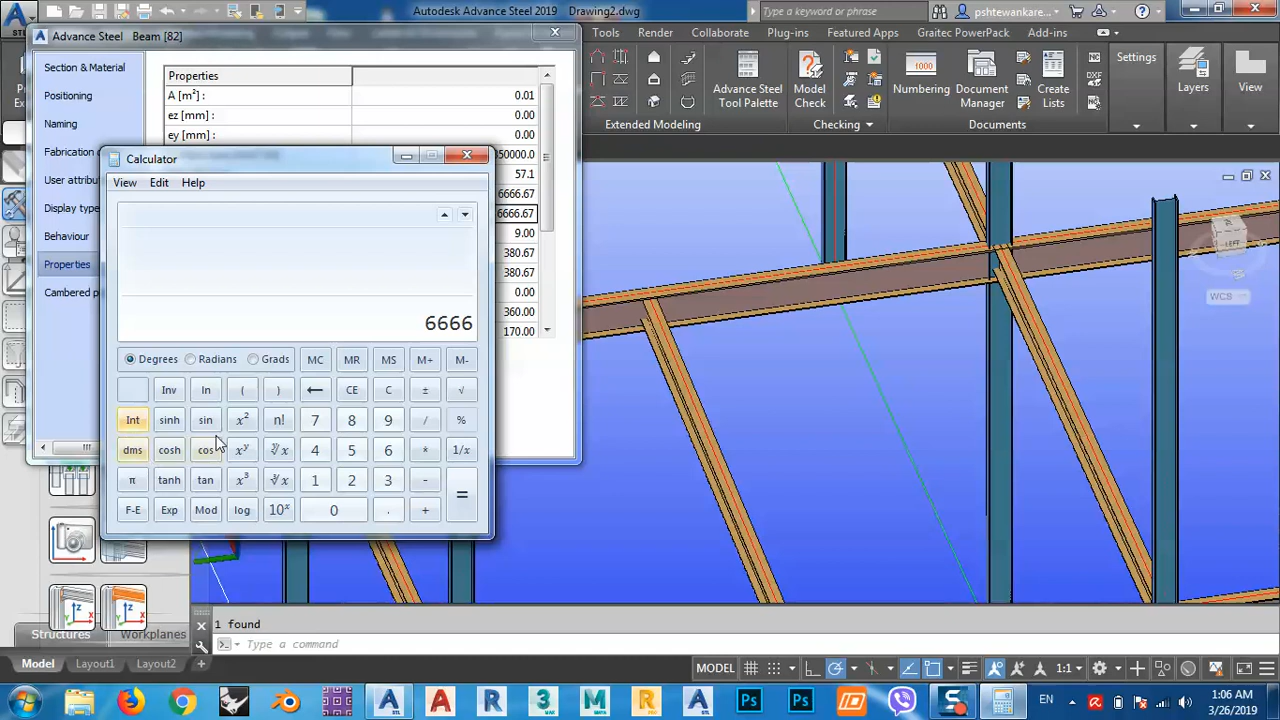 Autodesk Advance Steel 2019 Drawing2.dwg
Type a keyword or phrase
pshtewankare...
Advance Steel Beam [82]
Tools Render Collaborate Plug-ins Featured Apps Graitec PowerPack Add-ins
Section & Material
Positioning
Naming
Fabrication
User attribu
Display type
Behaviour
Properties
Cambered p
Properties
A [m²] : 0.01
ez [mm] : 0.00
ey [mm] : 0.00
50000.0
57.1
6666.67
6666.67
9.00
380.67
380.67
0.00
360.00
170.00
Advance Steel
Tool Palette
Model
Check
Numbering
Document
Manager
Create
Lists
Settings
Layers
View
Extended Modeling
Checking
Documents
Calculator
View Edit Help
6666
Degrees Radians Grads MC MR MS M+ M-
Inv ln ( ) ← CE C ± √
Int sinh sin x² n! 7 8 9 / %
dms cosh cos xʸ ʸ√x 4 5 6 * 1/x
π tanh tan x³ ³√x 1 2 3 - =
F-E Exp Mod log 10ˣ 0 . +
LEFT
WCS
1 found
Type a command
Structures Workplanes
Model Layout1 Layout2 +
MODEL 1:1
EN
1:06 AM
3/26/2019